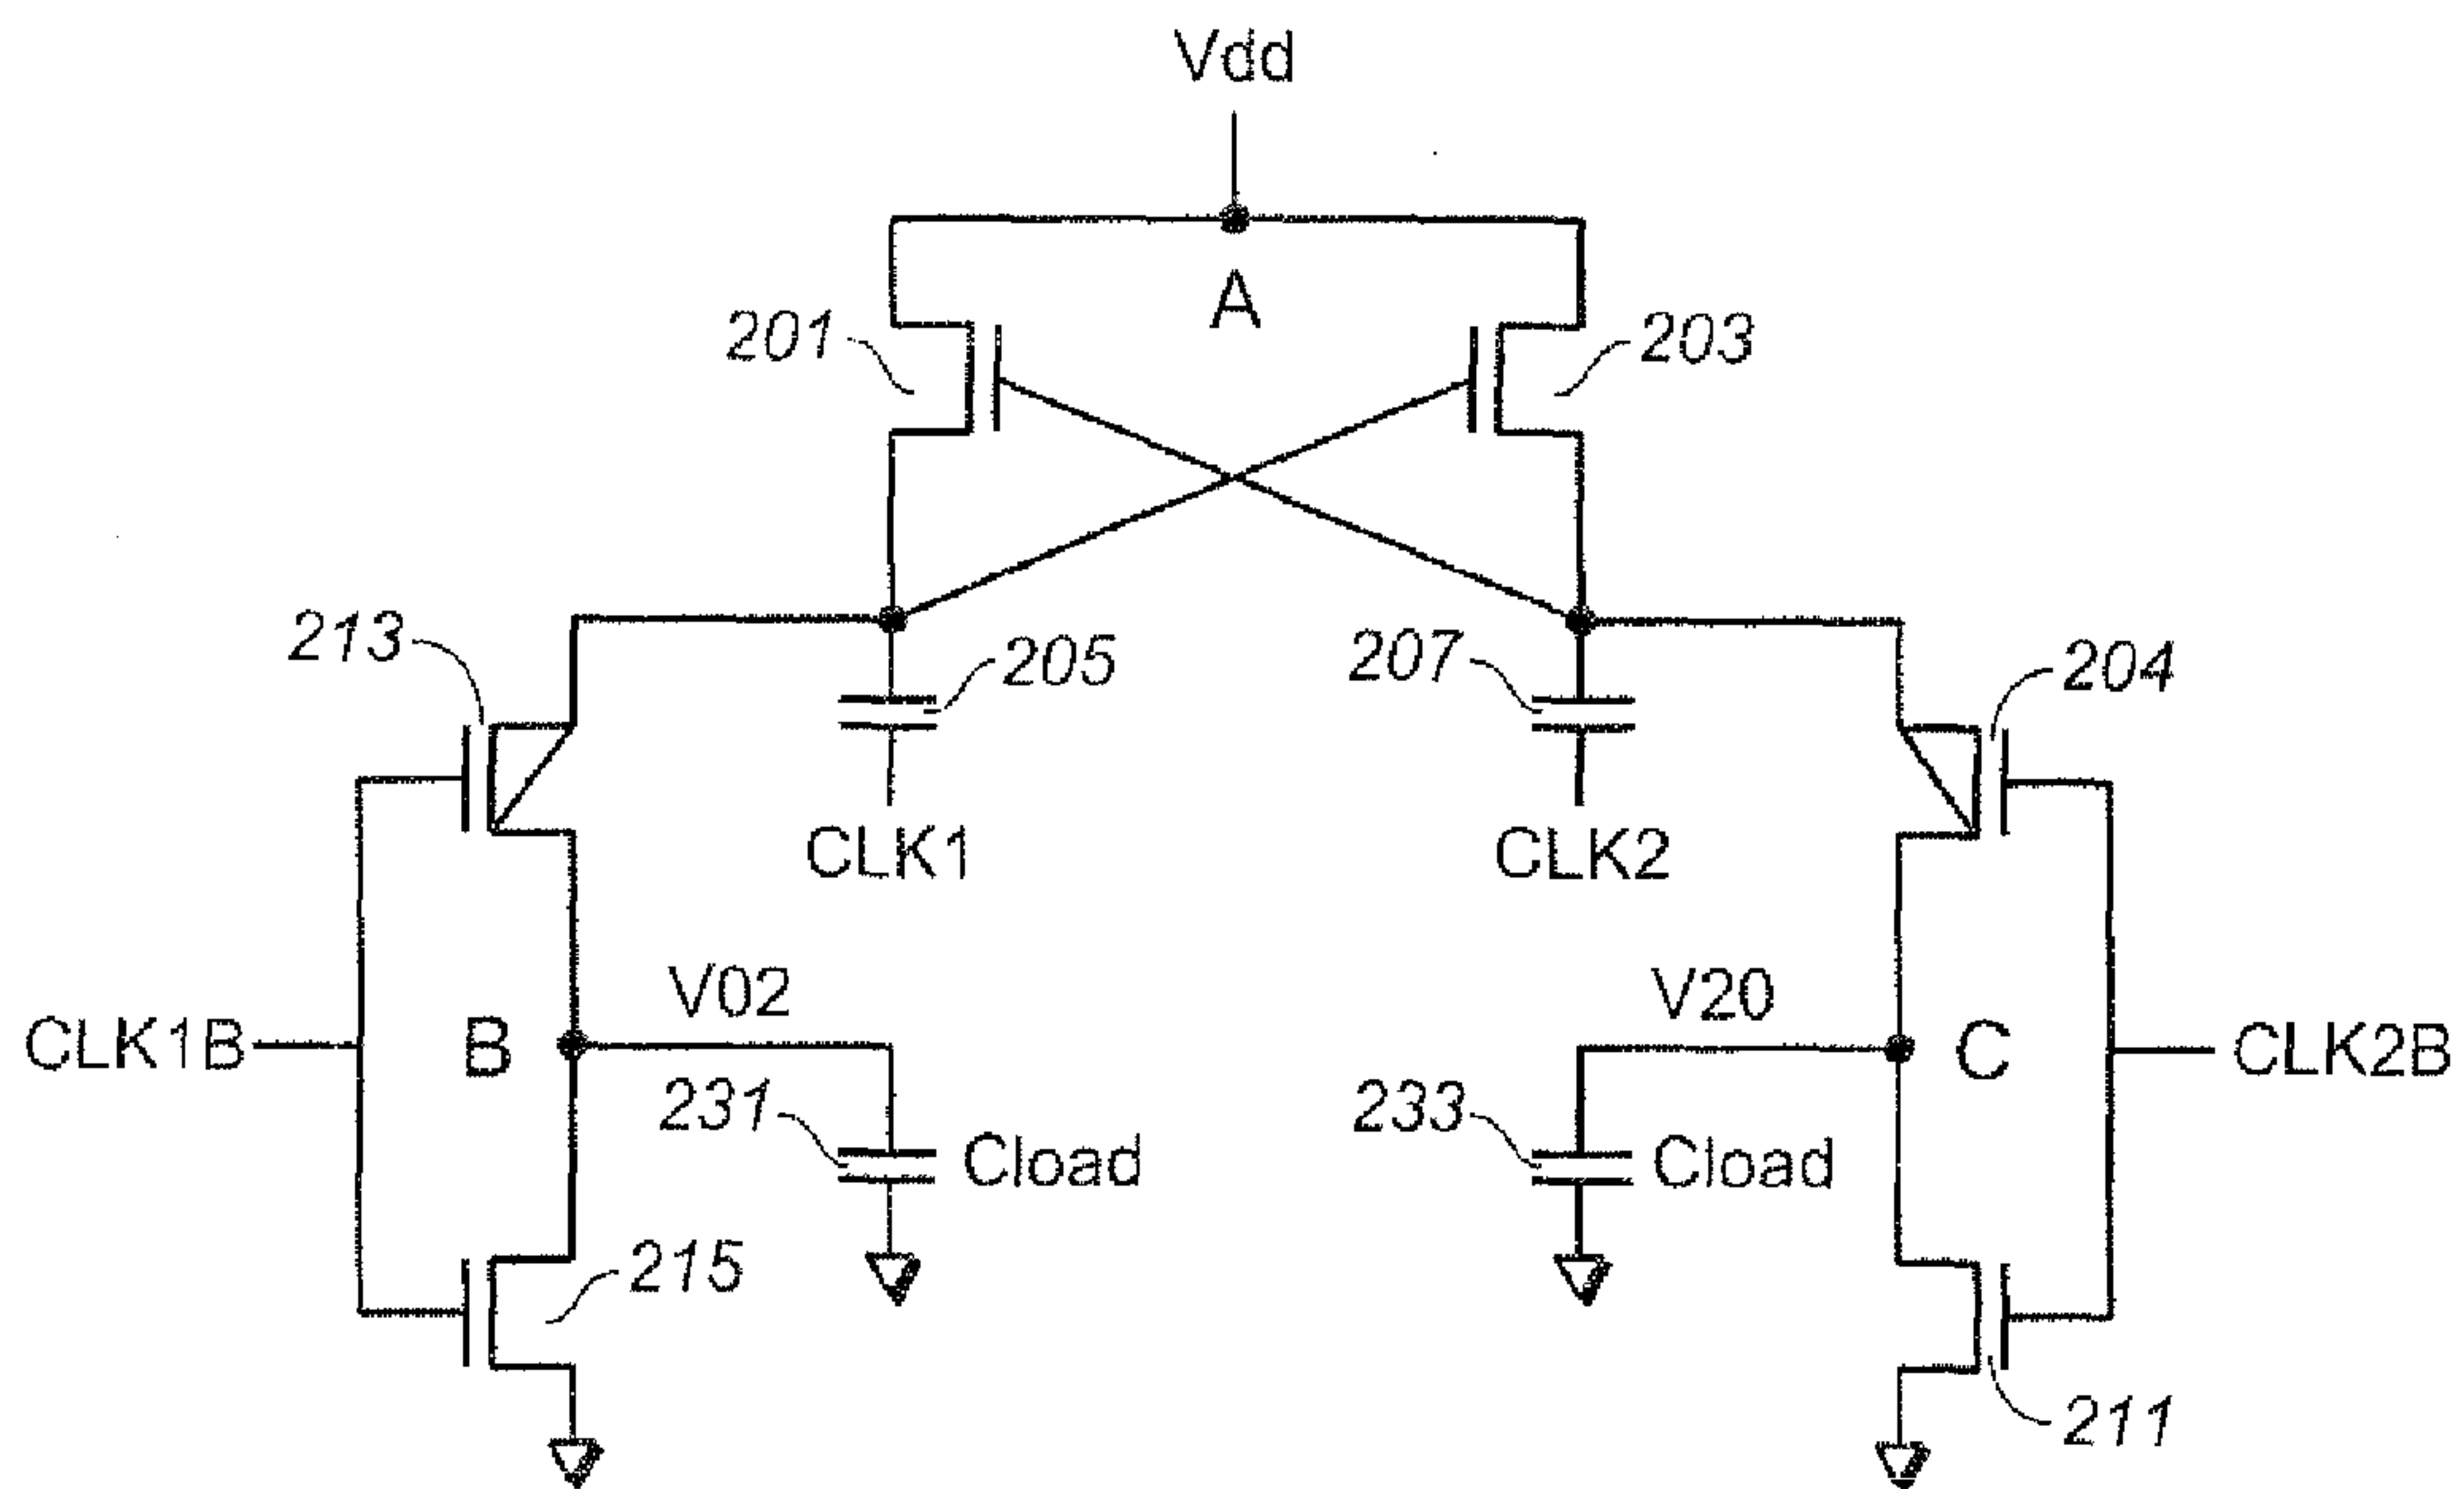 Vdd
A
201
203
213
205
207
204
CLK1
CLK2
V02
V20
CLK1B
B
C
CLK2B
231
Cload
233
Cload
215
211